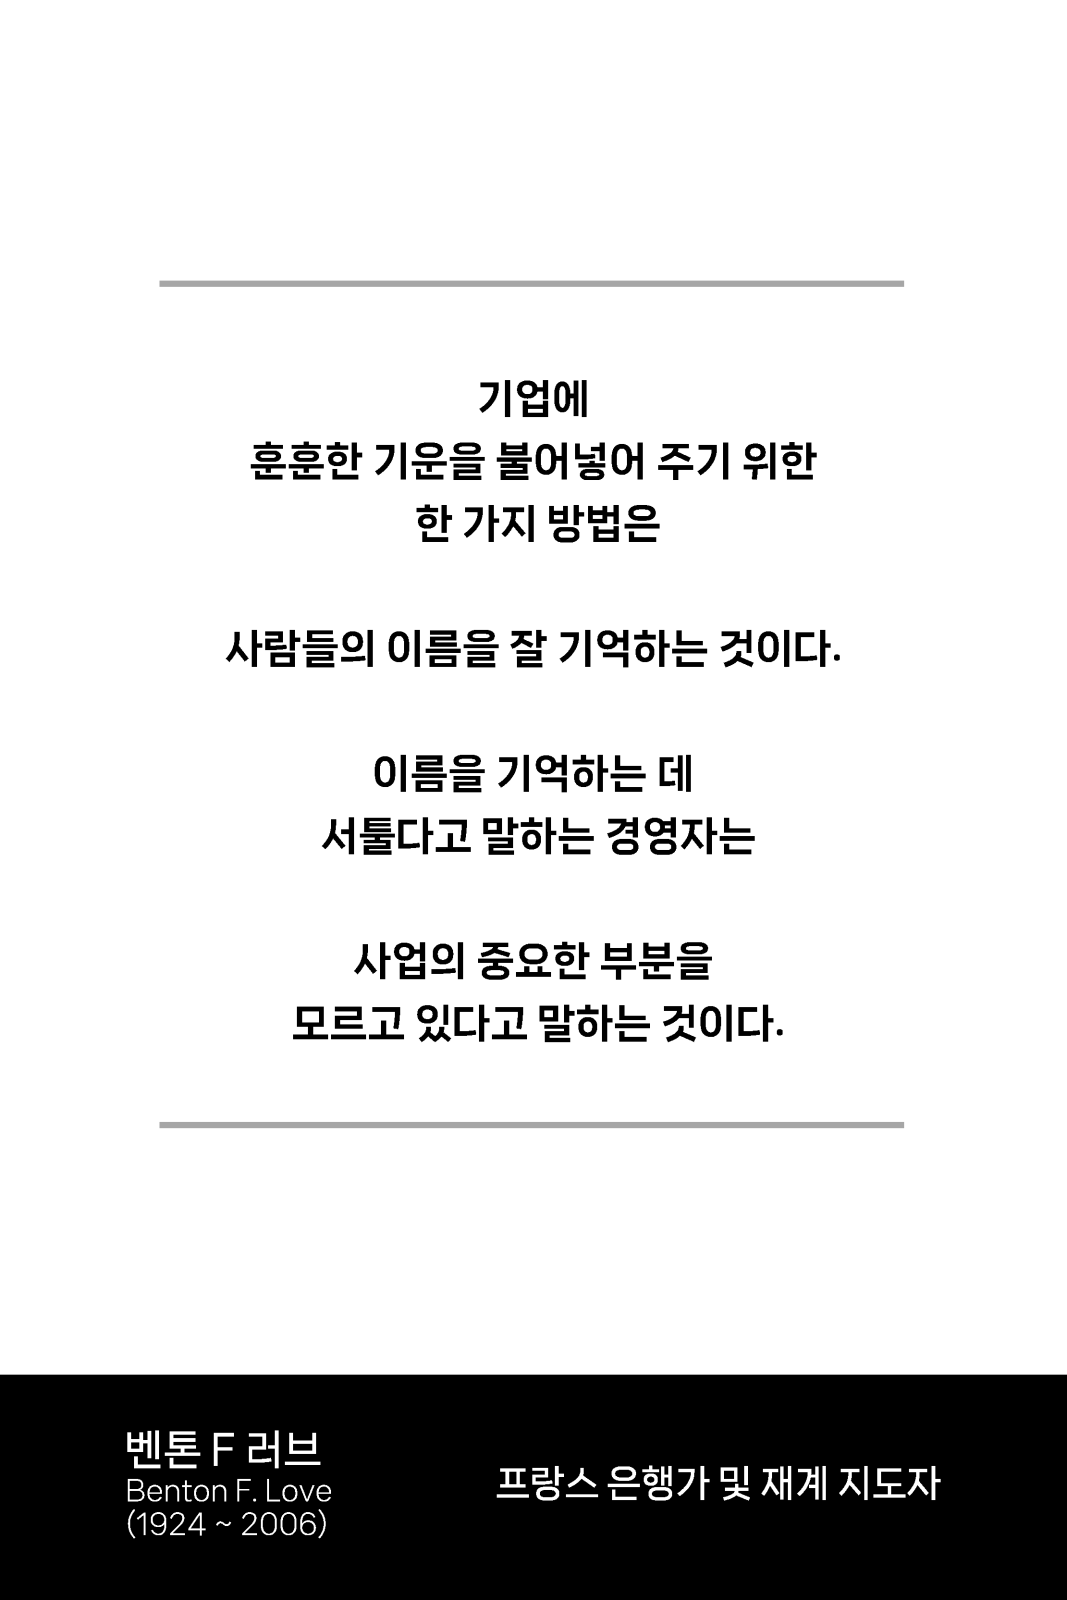 기업에
훈훈한 기운을 불어넣어 주기 위한
한 가지 방법은
사람들의 이름을 잘 기억하는 것이다.
이름을 기억하는 데
서툴다고 말하는 경영자는
사업의 중요한 부분을
모르고 있다고 말하는 것이다.
벤톤 F 러브
Benton F. Love
(1924 ~ 2006)
프랑스 은행가 및 재계 지도자